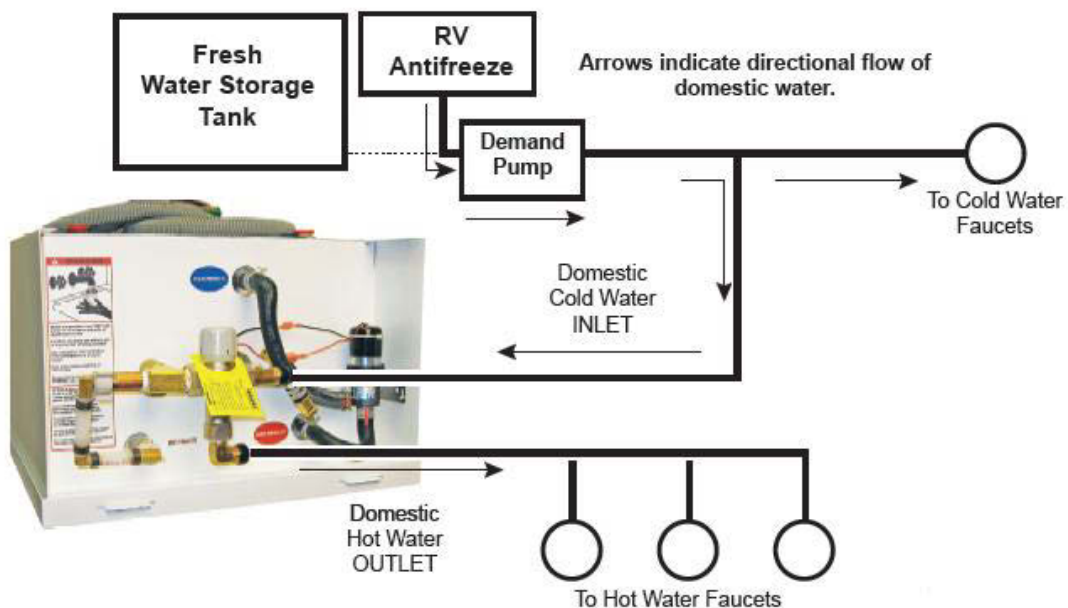 Fresh
Water Storage
Tank
RV
Antifreeze
Arrows indicate directional flow of
domestic water.
Demand
Pump
To Cold Water
Faucets
Domestic
Cold Water
INLET
Domestic
Hot Water
OUTLET
To Hot Water Faucets